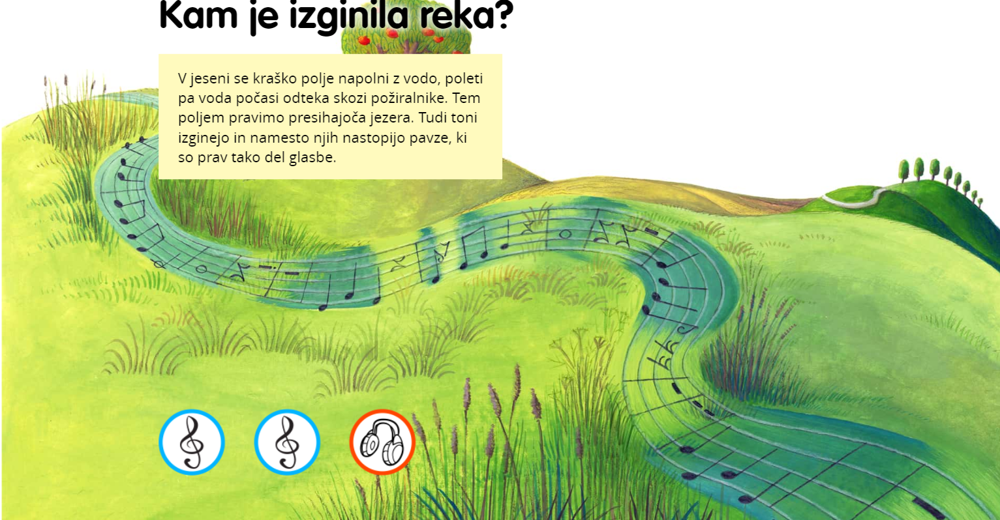 Kam je izginila reka?
V jeseni se kraško polje napolni z vodo, poleti
pa voda počasi odteka skozi požiralnike. Tem
poljem pravimo presihajoča jezera. Tudi toni
izginejo in namesto njih nastopijo pavze, ki
so prav tako del glasbe.